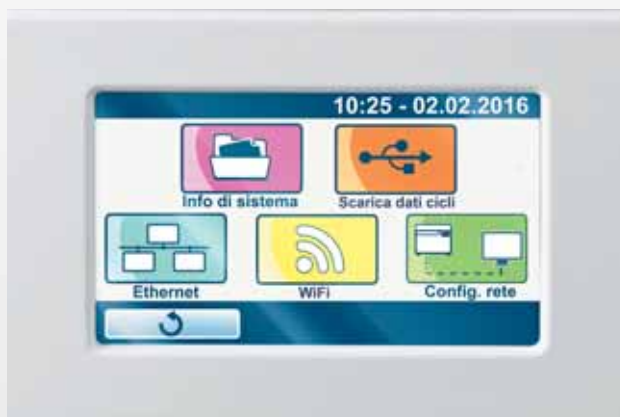 10:25 - 02.02.2016
Info di sistema
Scarica dati cicli
Ethernet
WiFi
Config. rete